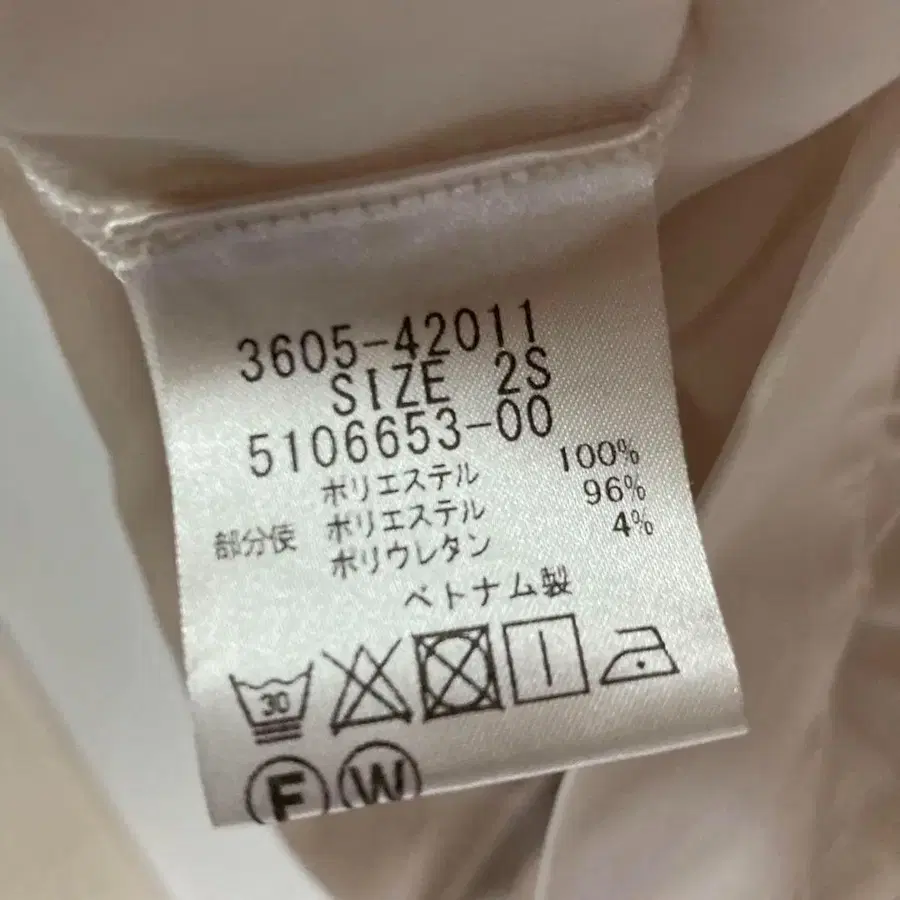 3605-42011
SIZE 2S
5106653-00
ポリエステル 100%
部分使 ポリエステル 96%
ポリウレタン 4%
ベトナム製
30
F W